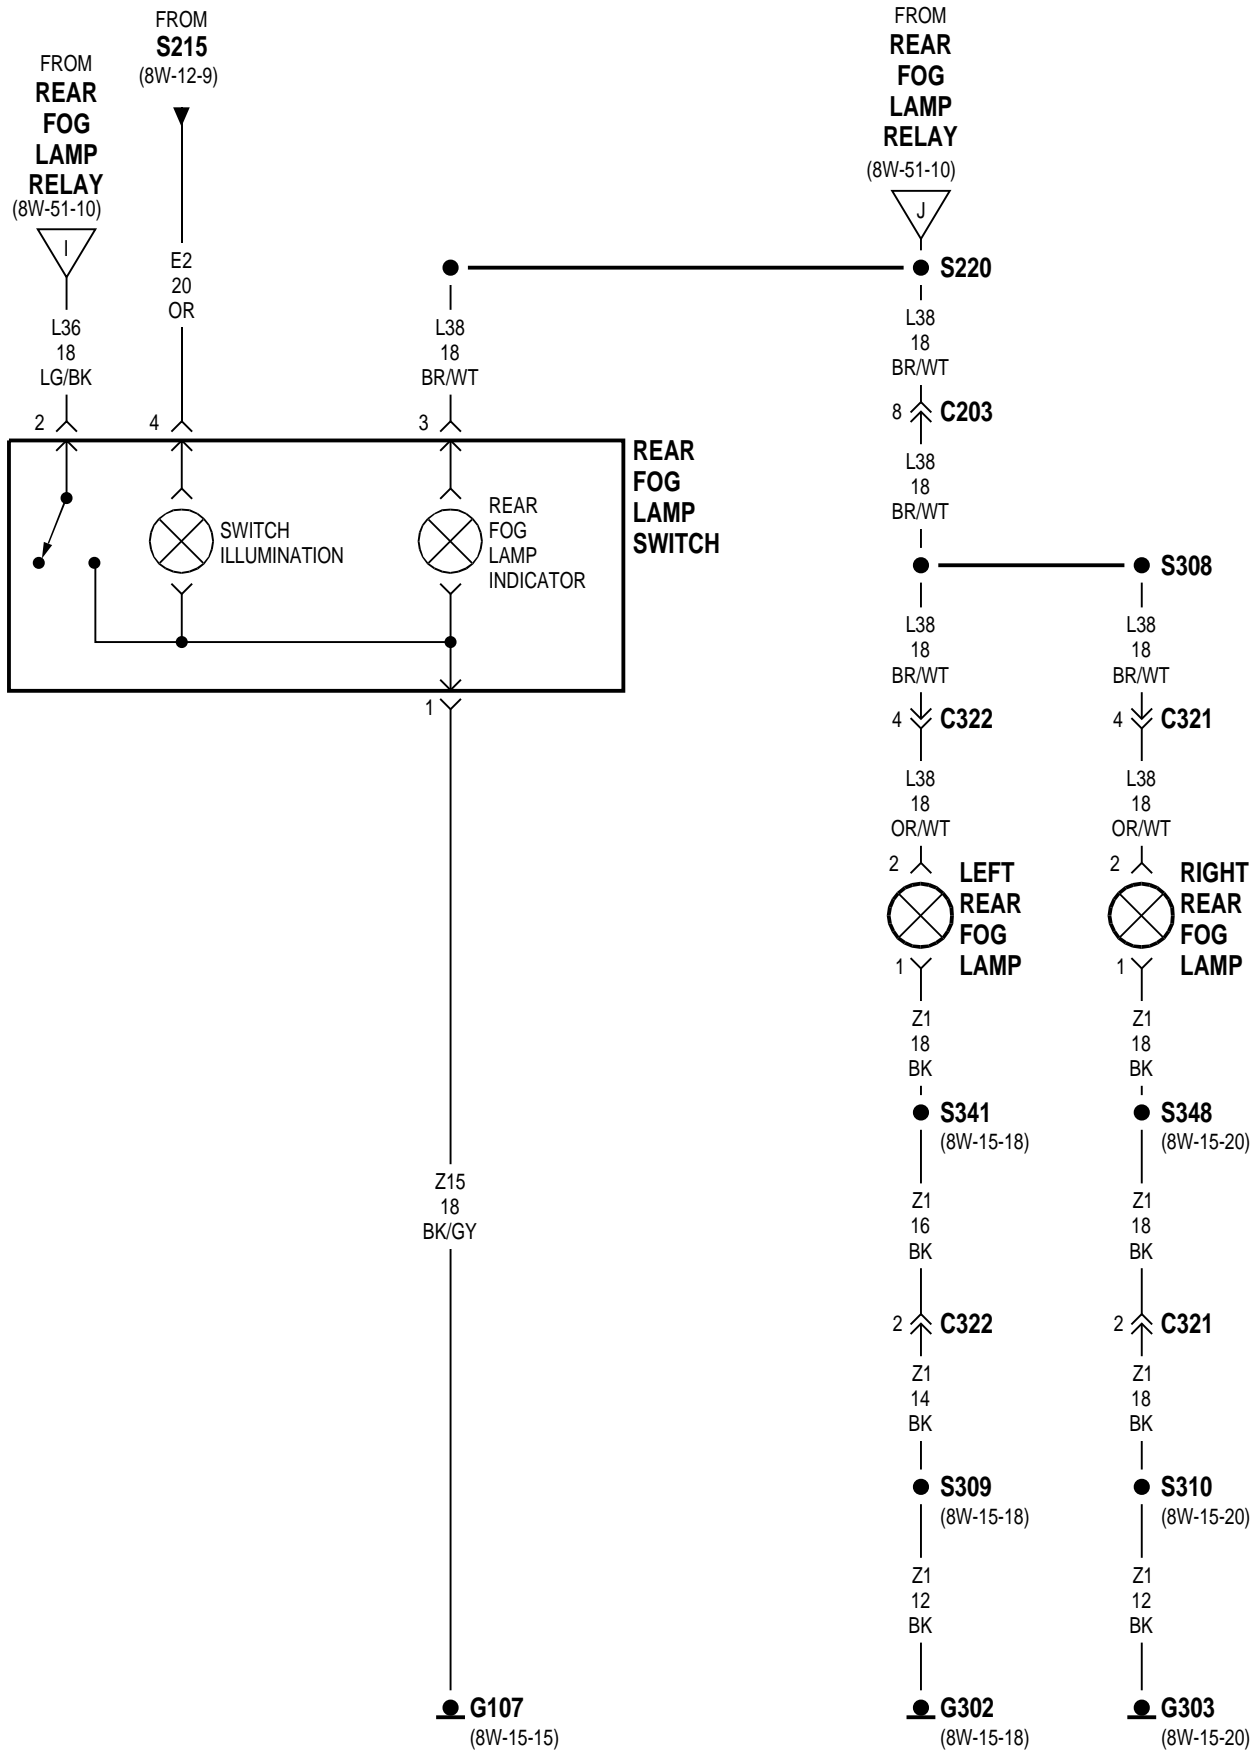 FROM
REAR
FOG
LAMP
RELAY
(8W-51-10)
I
L36
18
LG/BK
2
FROM
S215
(8W-12-9)
E2
20
OR
4
L38
18
BR/WT
3
FROM
REAR
FOG
LAMP
RELAY
(8W-51-10)
J
S220
L38
18
BR/WT
8
C203
L38
18
BR/WT
S308
REAR
FOG
LAMP
SWITCH
SWITCH
ILLUMINATION
REAR
FOG
LAMP
INDICATOR
1
Z15
18
BK/GY
G107
(8W-15-15)
L38
18
BR/WT
4
C322
L38
18
OR/WT
2
LEFT
REAR
FOG
LAMP
1
Z1
18
BK
S341
(8W-15-18)
Z1
16
BK
2
C322
Z1
14
BK
S309
(8W-15-18)
Z1
12
BK
G302
(8W-15-18)
L38
18
BR/WT
4
C321
L38
18
OR/WT
2
RIGHT
REAR
FOG
LAMP
1
Z1
18
BK
S348
(8W-15-20)
Z1
18
BK
2
C321
Z1
18
BK
S310
(8W-15-20)
Z1
12
BK
G303
(8W-15-20)